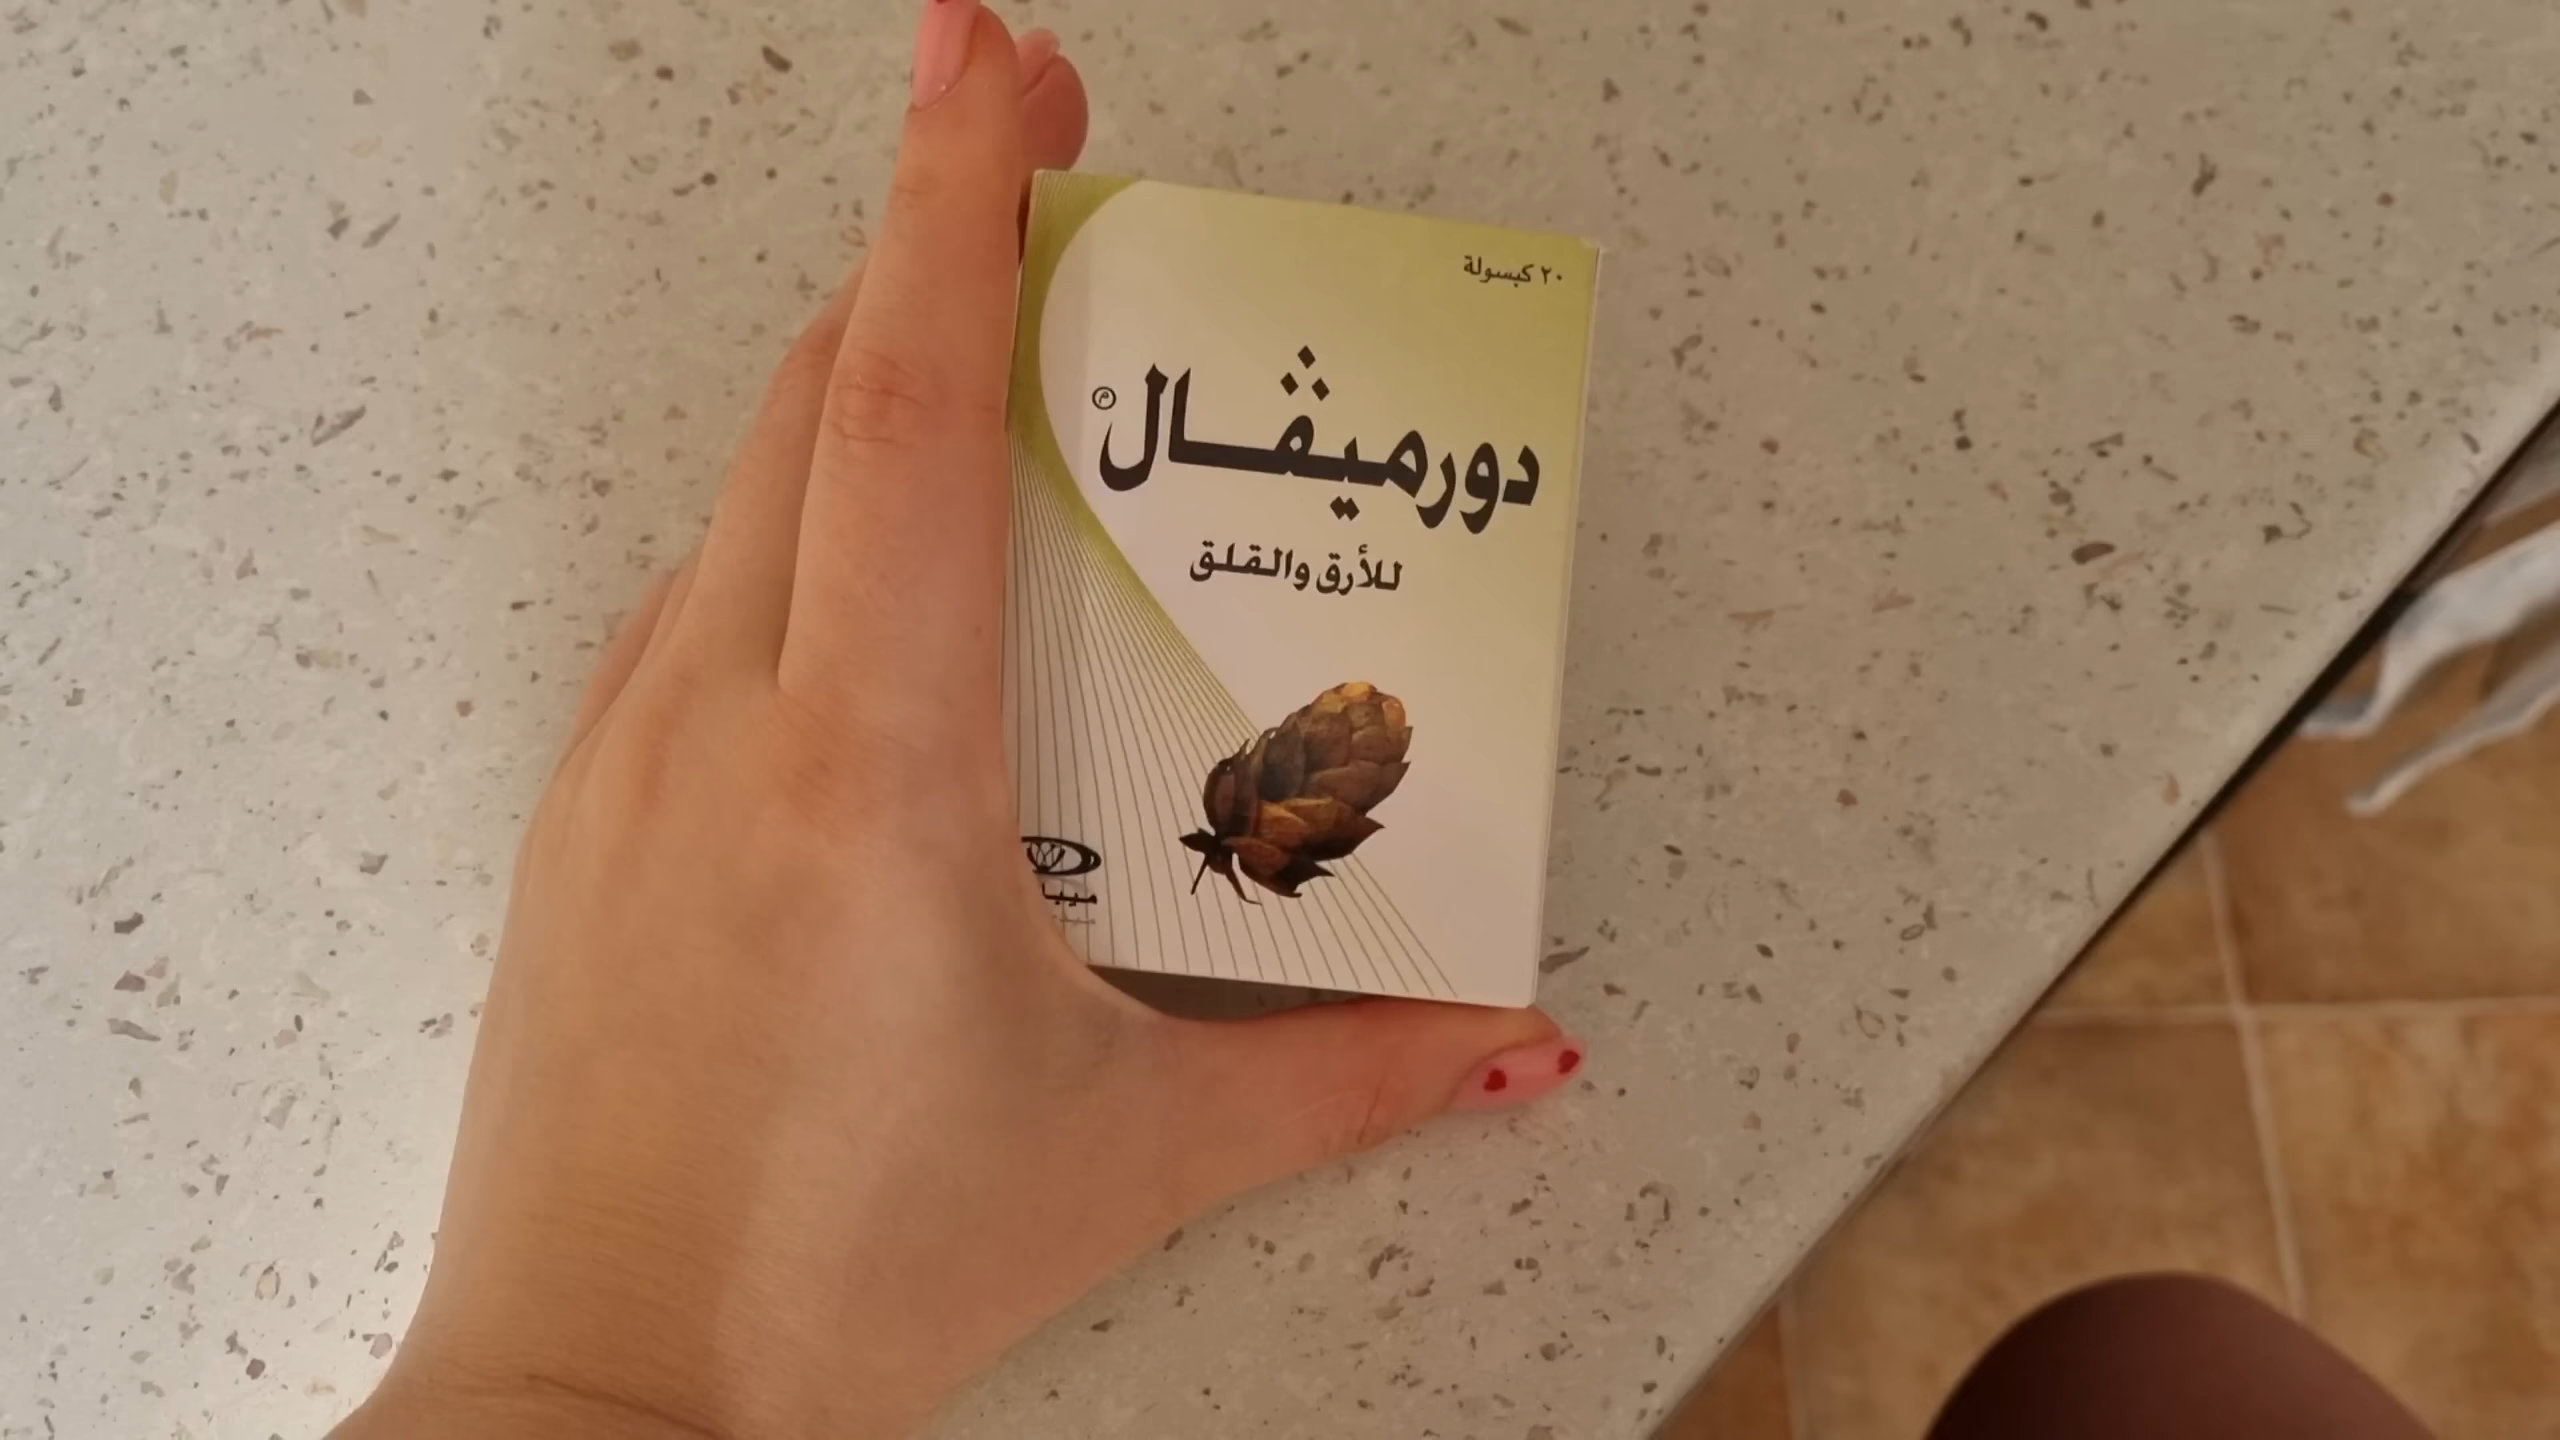 ٢٠ كبسولة
دورميڤال
م
للأرق والقلق